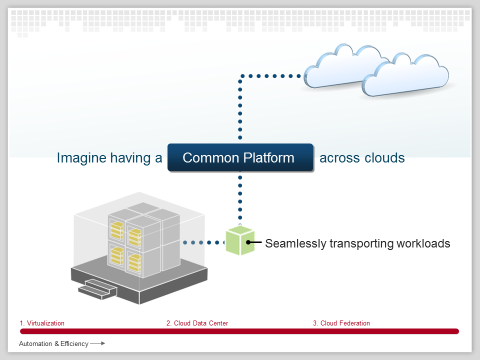 Imagine having a Common Platform across clouds
Seamlessly transporting workloads
1. Virtualization 2. Cloud Data Center 3. Cloud Federation
Automation & Efficiency